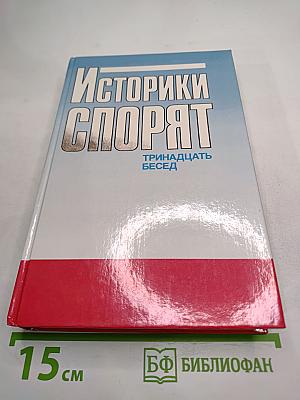 ИСТОРИКИ
СПОРЯТ
ТРИНАДЦАТЬ
БЕСЕД
15 см
БФ БИБЛИОФАН